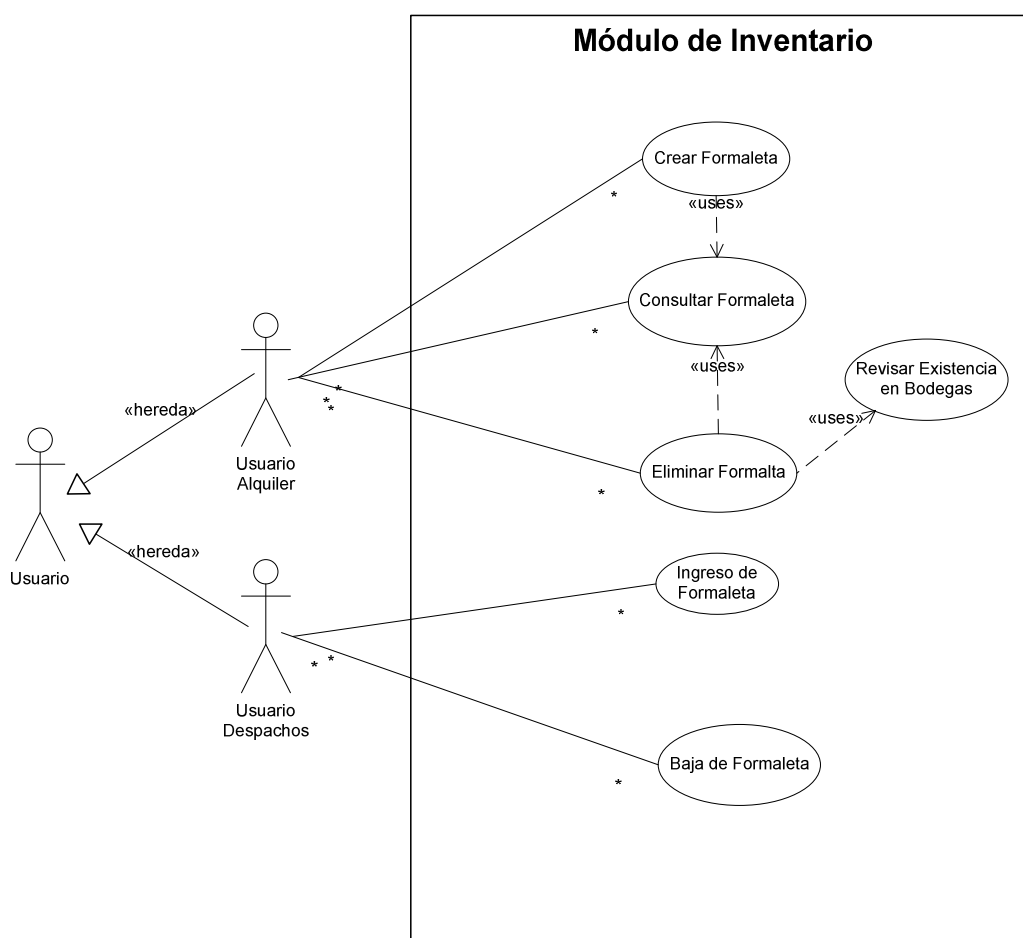 Módulo de Inventario
Crear Formaleta
*
«uses»
Consultar Formaleta
*
«uses»
Revisar Existencia
en Bodegas
«hereda»
*
*
*
«uses»
Usuario
Alquiler
Eliminar Formalta
*
«hereda»
Usuario
Ingreso de
Formaleta
*
*
*
Usuario
Despachos
Baja de Formaleta
*